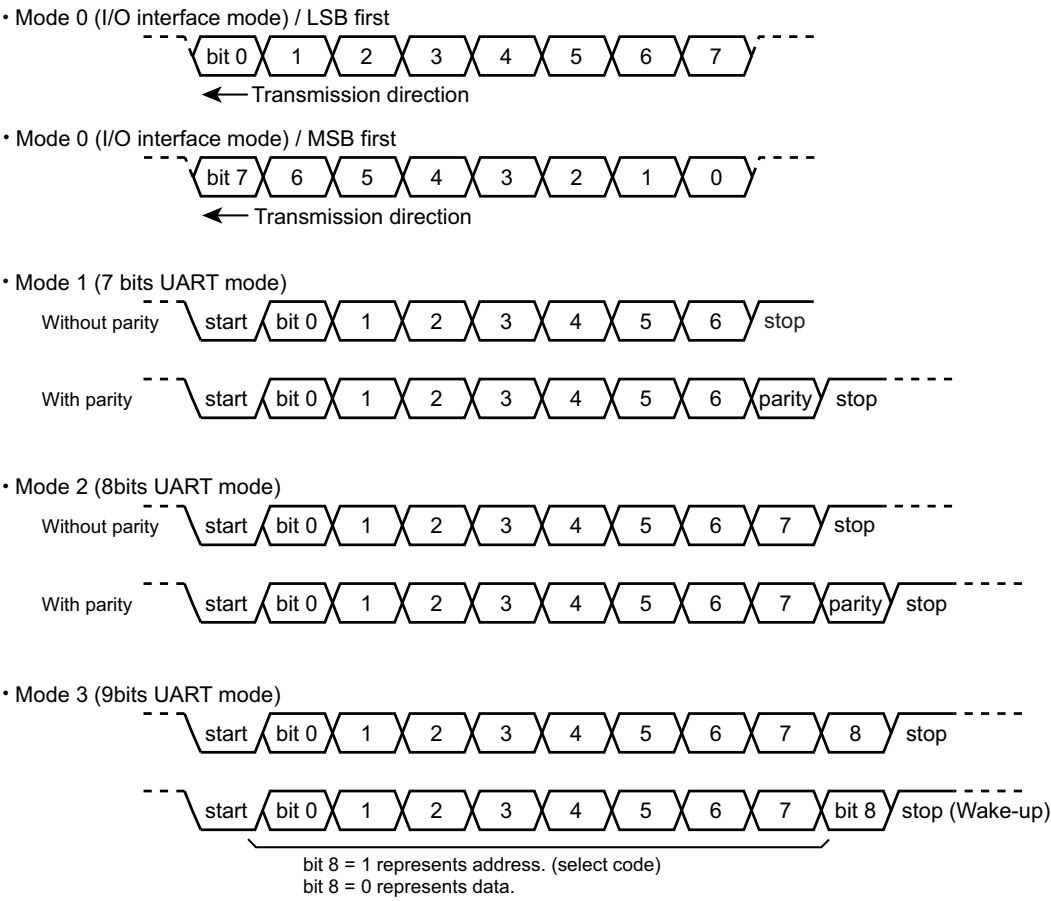 ・Mode 0 (I/O interface mode) / LSB first
bit 0 1 2 3 4 5 6 7
Transmission direction
・Mode 0 (I/O interface mode) / MSB first
bit 7 6 5 4 3 2 1 0
Transmission direction
・Mode 1 (7 bits UART mode)
Without parity start bit 0 1 2 3 4 5 6 stop
With parity start bit 0 1 2 3 4 5 6 parity stop
・Mode 2 (8bits UART mode)
Without parity start bit 0 1 2 3 4 5 6 7 stop
With parity start bit 0 1 2 3 4 5 6 7 parity stop
・Mode 3 (9bits UART mode)
start bit 0 1 2 3 4 5 6 7 8 stop
start bit 0 1 2 3 4 5 6 7 bit 8 stop (Wake-up)
bit 8 = 1 represents address. (select code)
bit 8 = 0 represents data.